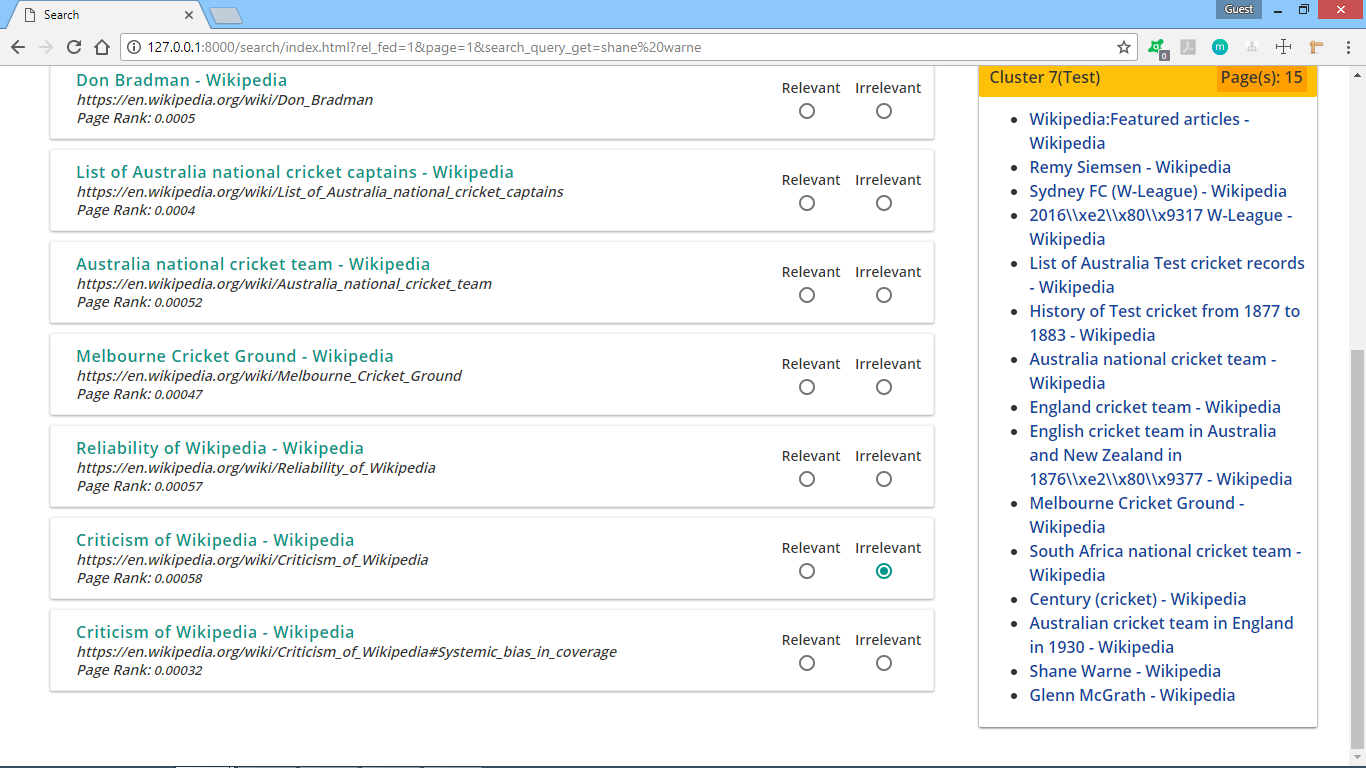 Search
Guest
127.0.0.1:8000/search/index.html?rel_fed=1&page=1&search_query_get=shane%20warne
0
m
Don Bradman - Wikipedia
https://en.wikipedia.org/wiki/Don_Bradman
Page Rank: 0.0005
Relevant Irrelevant
List of Australia national cricket captains - Wikipedia
https://en.wikipedia.org/wiki/List_of_Australia_national_cricket_captains
Page Rank: 0.0004
Relevant Irrelevant
Australia national cricket team - Wikipedia
https://en.wikipedia.org/wiki/Australia_national_cricket_team
Page Rank: 0.00052
Relevant Irrelevant
Melbourne Cricket Ground - Wikipedia
https://en.wikipedia.org/wiki/Melbourne_Cricket_Ground
Page Rank: 0.00047
Relevant Irrelevant
Reliability of Wikipedia - Wikipedia
https://en.wikipedia.org/wiki/Reliability_of_Wikipedia
Page Rank: 0.00057
Relevant Irrelevant
Criticism of Wikipedia - Wikipedia
https://en.wikipedia.org/wiki/Criticism_of_Wikipedia
Page Rank: 0.00058
Relevant Irrelevant
Criticism of Wikipedia - Wikipedia
https://en.wikipedia.org/wiki/Criticism_of_Wikipedia#Systemic_bias_in_coverage
Page Rank: 0.00032
Relevant Irrelevant
Cluster 7(Test) Page(s): 15
Wikipedia:Featured articles -
Wikipedia
Remy Siemsen - Wikipedia
Sydney FC (W-League) - Wikipedia
2016\\xe2\\x80\\x9317 W-League -
Wikipedia
List of Australia Test cricket records
- Wikipedia
History of Test cricket from 1877 to
1883 - Wikipedia
Australia national cricket team -
Wikipedia
England cricket team - Wikipedia
English cricket team in Australia
and New Zealand in
1876\\xe2\\x80\\x9377 - Wikipedia
Melbourne Cricket Ground -
Wikipedia
South Africa national cricket team -
Wikipedia
Century (cricket) - Wikipedia
Australian cricket team in England
in 1930 - Wikipedia
Shane Warne - Wikipedia
Glenn McGrath - Wikipedia